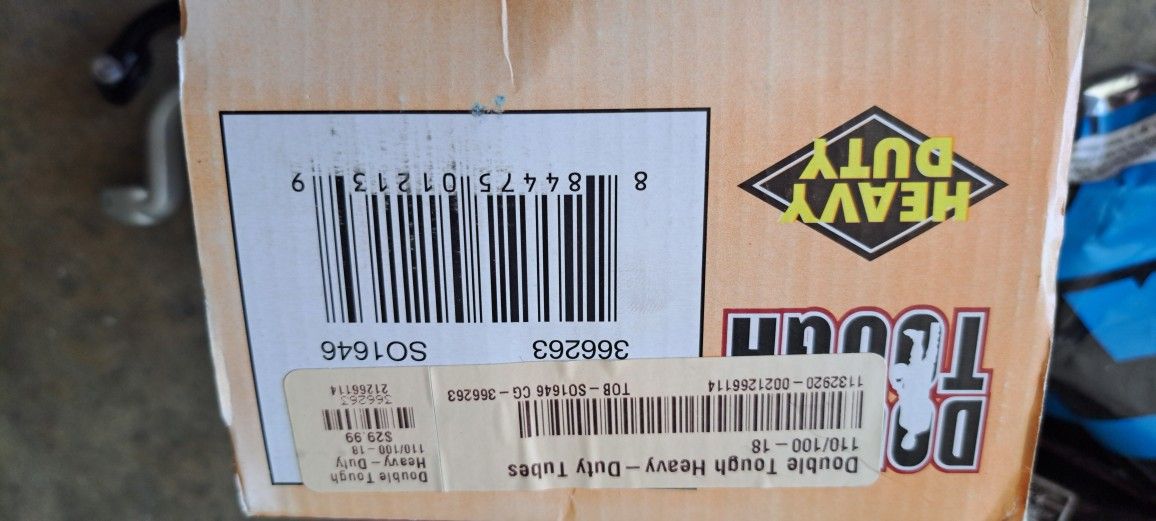 Double Tough Heavy – Duty Tubes
110/100 – 18
1132920 – 0021266114
TOB – SO1646 CG – 366263
Double Tough
Heavy – Duty
110/100 – 18
$29.99
366263
21266114
TOUGH
366263
SO1646
8 84475 01213 9
HEAVY
DUTY